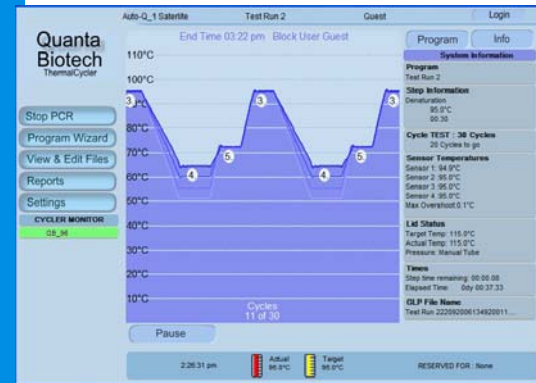 Auto-Q_1 Saterlite Test Run 2 Guest Login
Quanta
Biotech
ThermalCycler
End Time 03:22 pm Block User Guest
Program Info
System Information
Program
Test Run 2
Step Information
Denaturation
95.0°C
00.30
Cycle TEST : 30 Cycles
20 Cycles to go
Sensor Temperatures
Sensor 1: 94.9°C
Sensor 2: 95.0°C
Sensor 3: 95.0°C
Sensor 4: 95.0°C
Max Overshoot: 0.1°C
Lid Status
Target Temp: 115.0°C
Actual Temp: 115.0°C
Pressure: Manual Tube
Times
Step time remaining: 00:00.08
Elapsed Time: 0dy 00:37.33
GLP File Name
Test Run 222092006134920011...
Stop PCR
Program Wizard
View & Edit Files
Reports
Settings
CYCLER MONITOR
110°C
100°C
90°C
80°C
70°C
60°C
50°C
40°C
30°C
20°C
10°C
3. 3. 3.
5. 5.
4. 4.
Cycles
11 of 30
Pause
2:26:31 pm
Actual
95.0°C
Target
95.0°C
RESERVED FOR : None